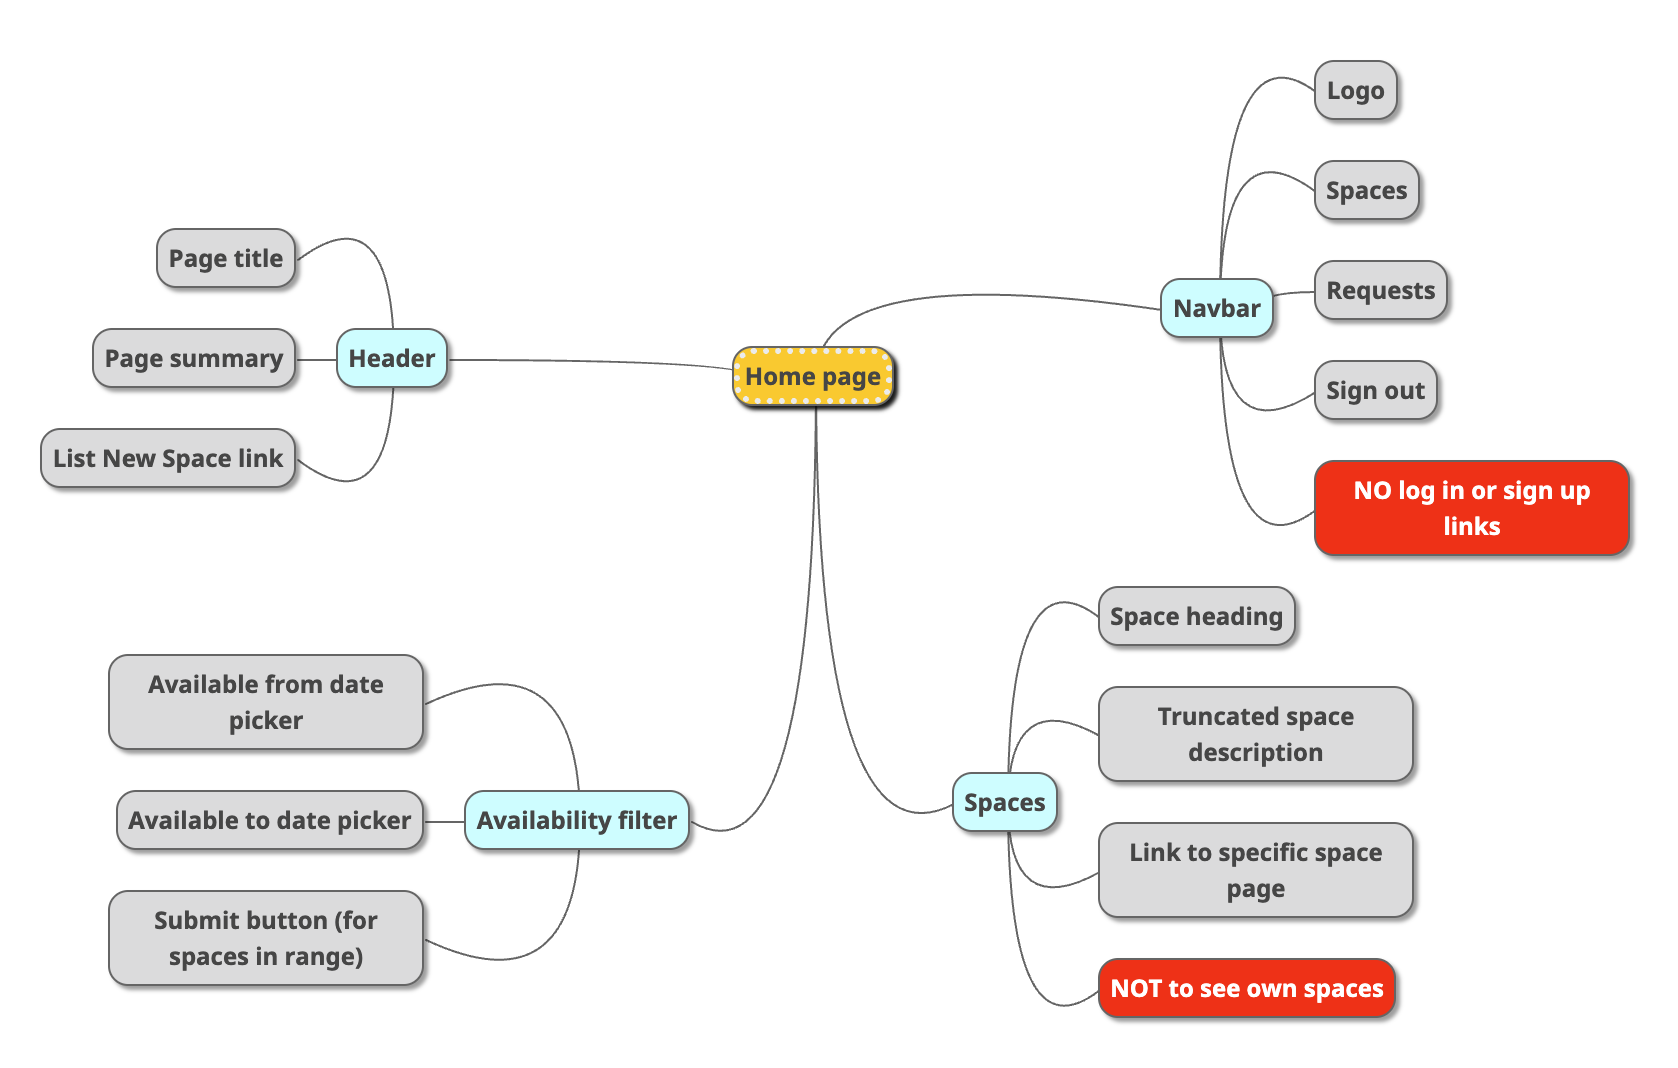 Home page
Navbar
Logo
Spaces
Requests
Sign out
NO log in or sign up
links
Header
Page title
Page summary
List New Space link
Availability filter
Available from date
picker
Available to date picker
Submit button (for
spaces in range)
Spaces
Space heading
Truncated space
description
Link to specific space
page
NOT to see own spaces